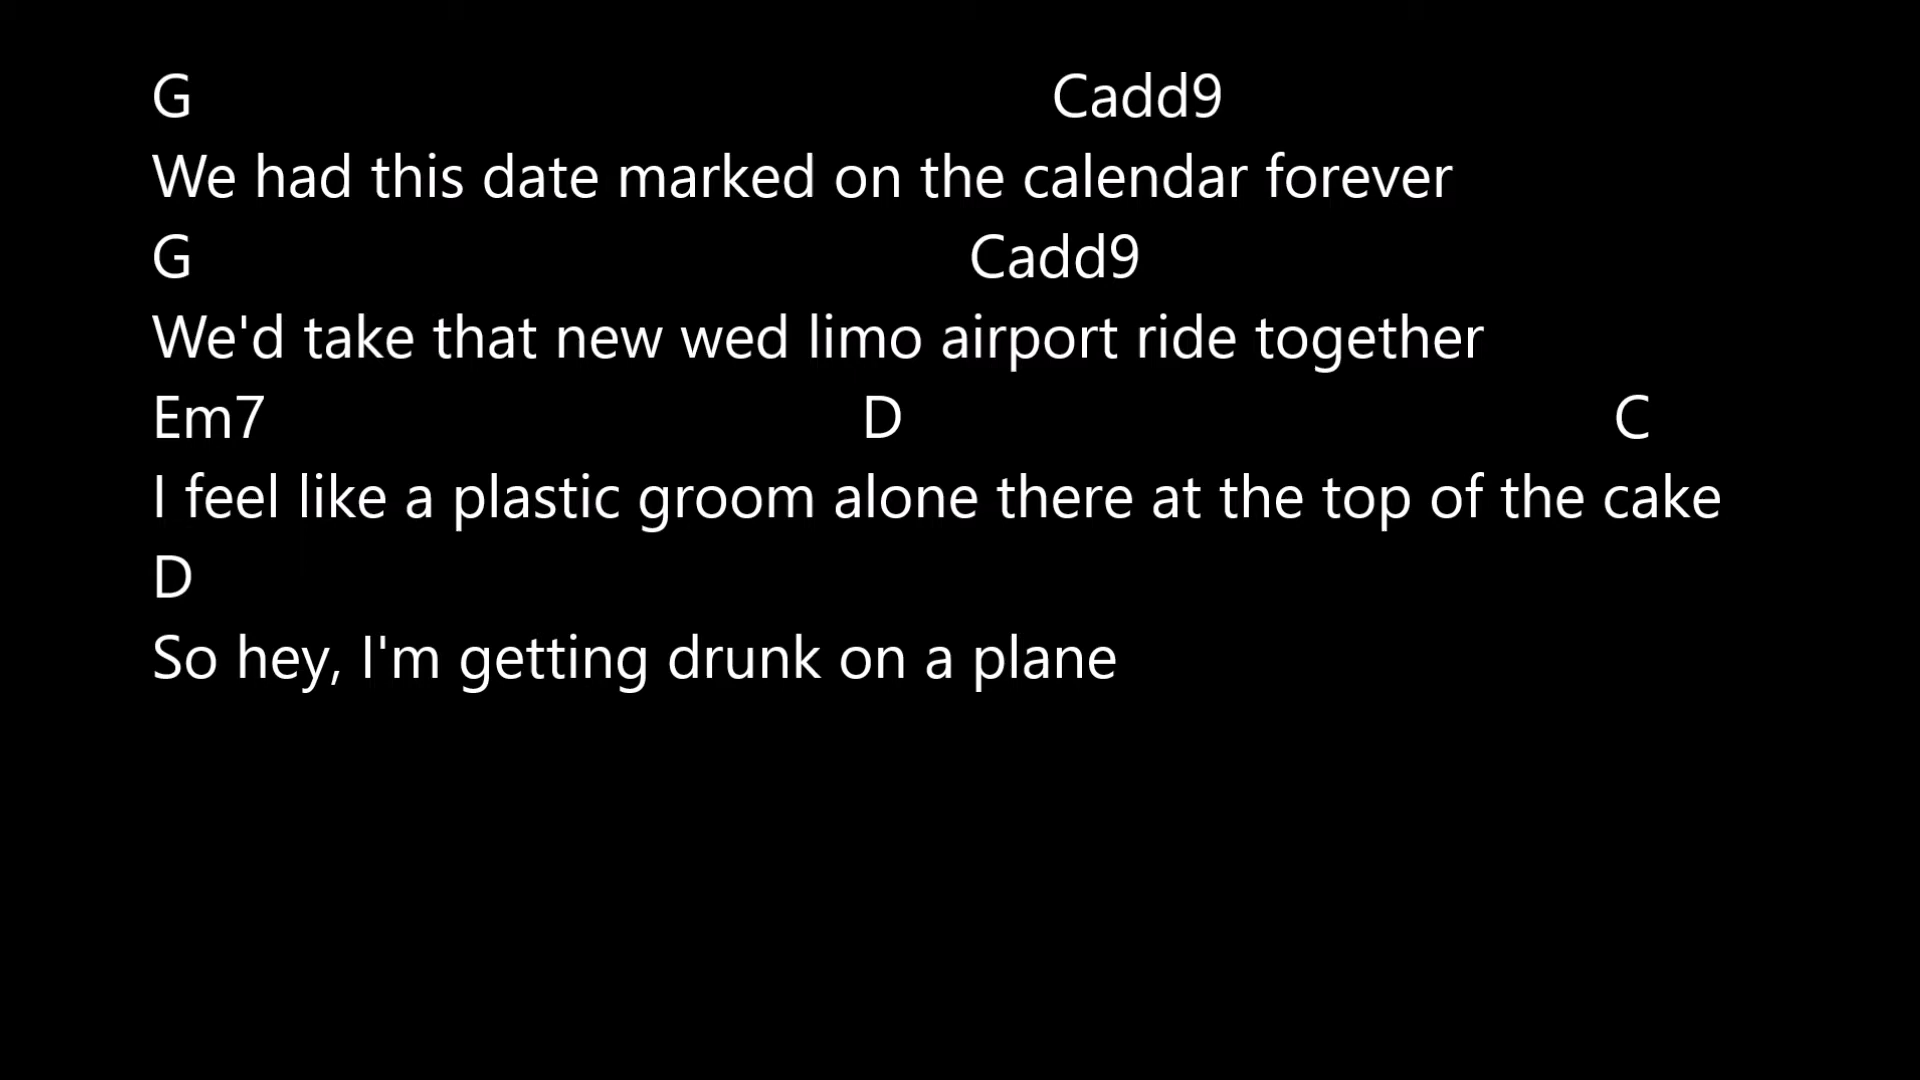 G Cadd9
We had this date marked on the calendar forever
G Cadd9
We'd take that new wed limo airport ride together
Em7 D C
I feel like a plastic groom alone there at the top of the cake
D
So hey, I'm getting drunk on a plane